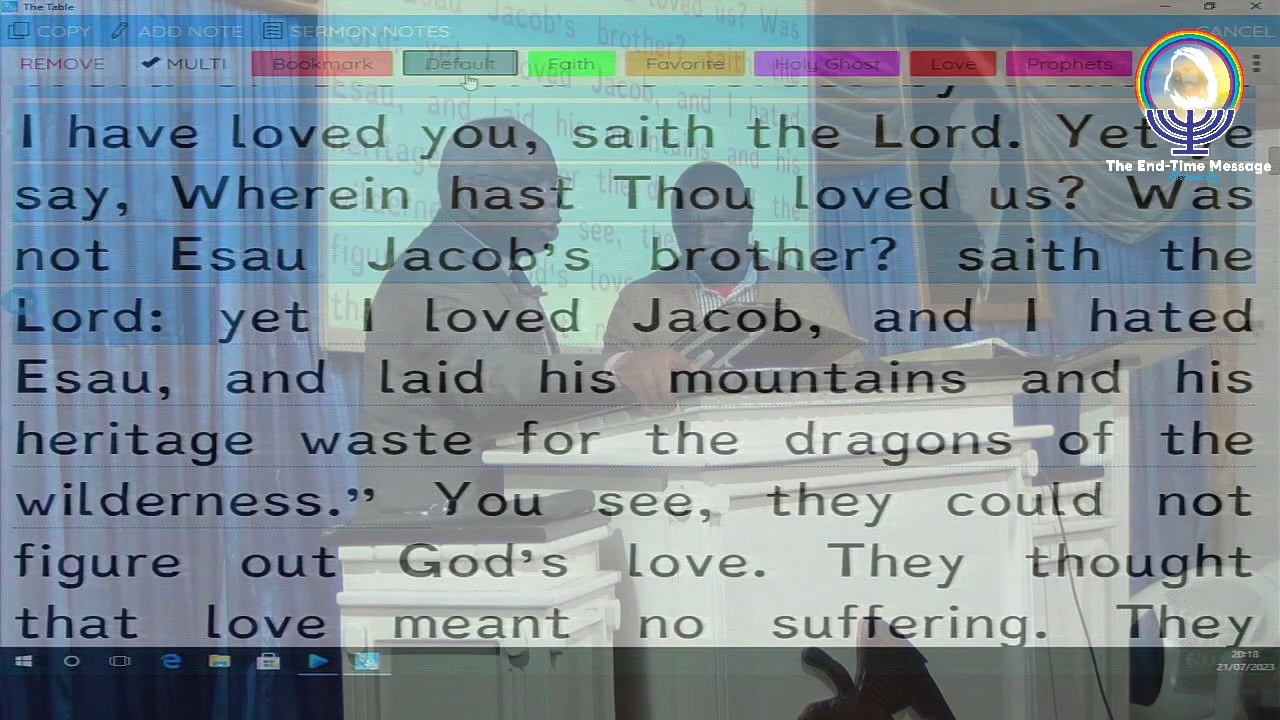 The Table
COPY ADD NOTE SERMON NOTES CANCEL
REMOVE MULTI Bookmark Default Faith Favorite Holy Ghost Love Prophets
I have loved you, saith the Lord. Yet ye
say, Wherein hast Thou loved us? Was
not Esau Jacob's brother? saith the
Lord: yet I loved Jacob, and I hated
Esau, and laid his mountains and his
heritage waste for the dragons of the
wilderness.” You see, they could not
figure out God's love. They thought
that love meant no suffering. They
The End-Time Message
20:18
21/07/2023